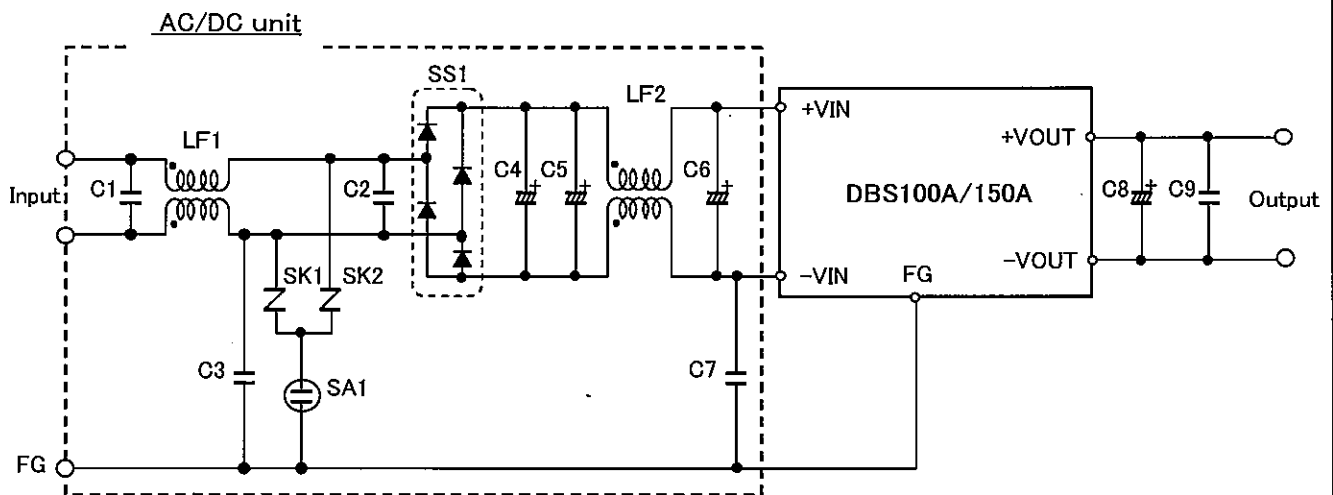 AC/DC unit
SS1
LF2
+VIN
LF1
+VOUT
C1
C2
C4
C5
C6
C8
C9
Input
DBS100A/150A
Output
SK1
SK2
-VIN
FG
-VOUT
C3
SA1
C7
FG